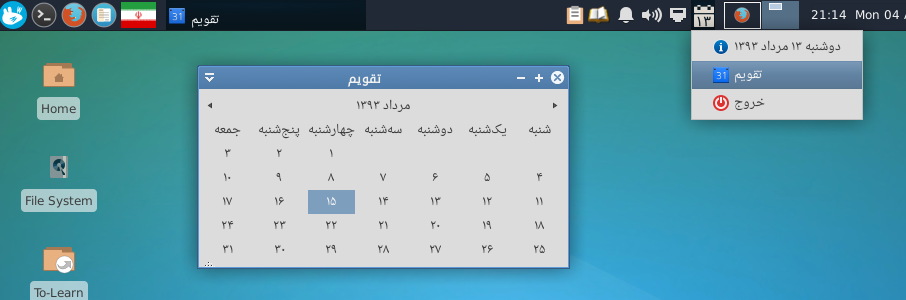 تقویم
۱۳
21:14 Mon 04
دوشنبه ۱۳ مرداد ۱۳۹۳
31 تقویم
خروج
Home
File System
To-Learn
تقویم
مرداد ۱۳۹۳
شنبه یک‌شنبه دوشنبه سه‌شنبه چهارشنبه پنج‌شنبه جمعه
۱ ۲ ۳
۴ ۵ ۶ ۷ ۸ ۹ ۱۰
۱۱ ۱۲ ۱۳ ۱۴ ۱۵ ۱۶ ۱۷
۱۸ ۱۹ ۲۰ ۲۱ ۲۲ ۲۳ ۲۴
۲۵ ۲۶ ۲۷ ۲۸ ۲۹ ۳۰ ۳۱